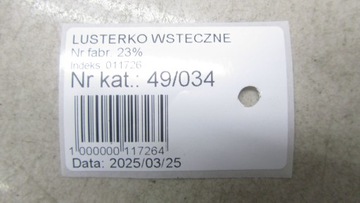 LUSTERKO WSTECZNE
Nr fabr. 23%
Indeks: 011726
Nr kat.: 49/034
1 000000 117264
Data: 2025/03/25